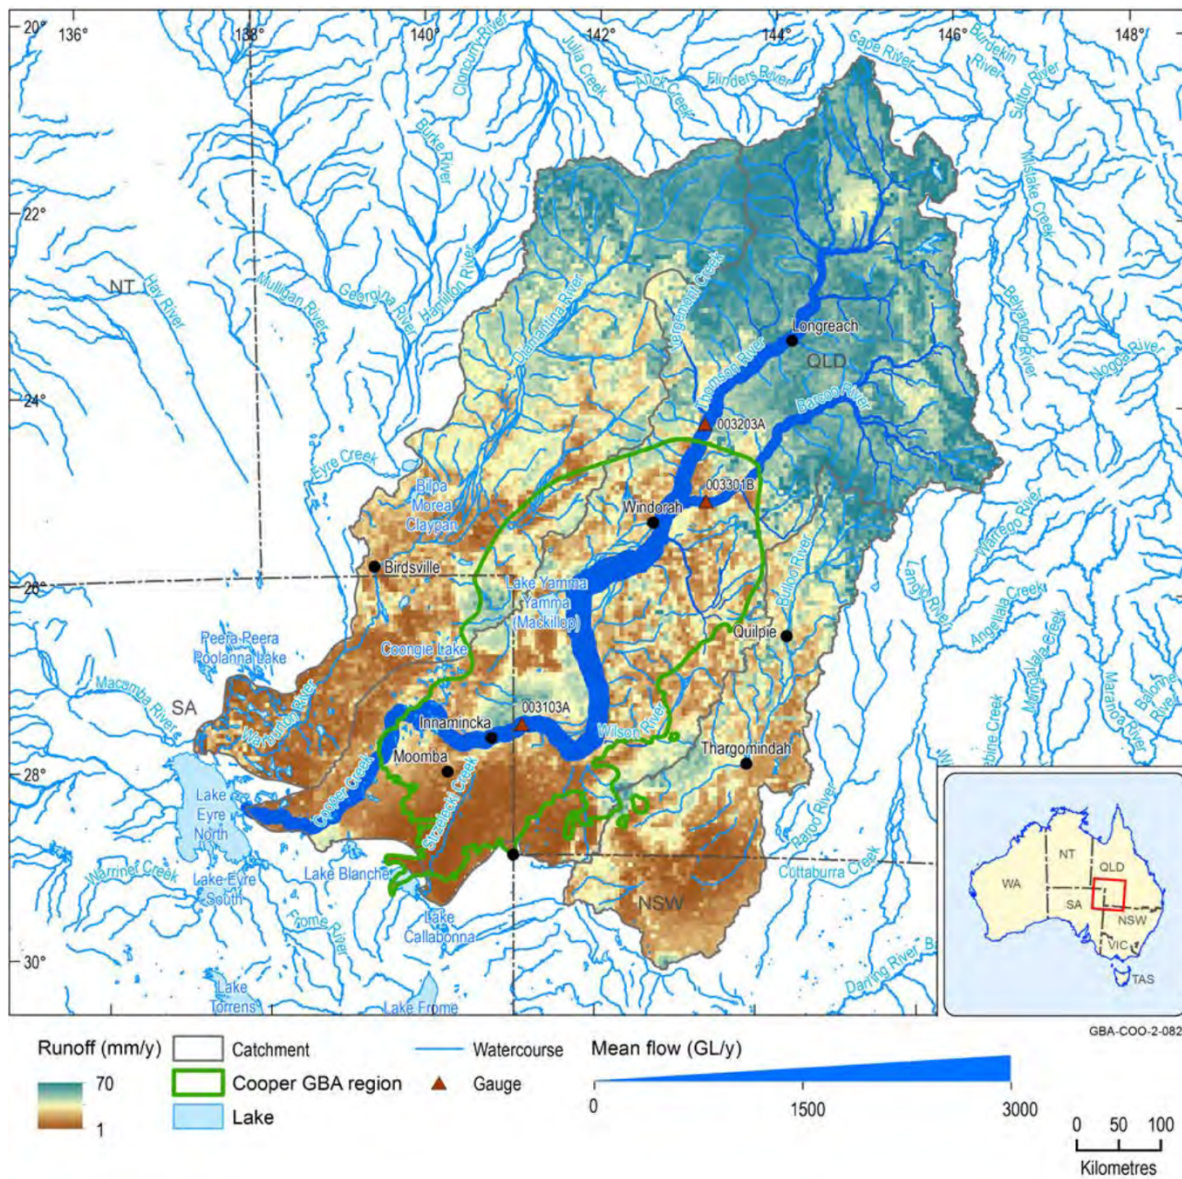 20°
136°
138°
140°
142°
144°
146°
148°
22°
24°
26°
28°
30°
Cloncurry River
Julia Creek
Alick Creek
Flinders River
Cape River
Burdekin
River
Suttor River
Burke River
Mistake Creek
NT
Hay River
Mulligan River
Georgina River
Hamilton River
Diamantina River
Vergemont Creek
Thomson River
Longreach
QLD
Barcoo River
Belyando River
Nogoa River
003203A
003301B
Eyre Creek
Bilpa
Morea
Claypan
Windorah
Warrego River
Birdsville
Lake Yamma
Yamma
(Mackillop)
Bulloo River
Langlo River
Angellala Creek
Quilpie
Peera Peera
Poolanna Lake
Coongie Lake
Mungallala Creek
Maranoa River
Balonne
River
Macumba River
SA
Warburton River
Innamincka
003103A
Wilson River
Moomba
Thargomindah
Cooper Creek
Strzelecki Creek
Lake
Eyre
North
Paroo River
Warriner Creek
Lake Eyre
South
Lake Blanche
Cottaburra Creek
Frome River
Lake
Callabonna
NSW
Lake
Torrens
Lake Frome
Darling River
WA
NT
QLD
SA
NSW
VIC
TAS
GBA-COO-2-082
Runoff (mm/y)
70
1
Catchment
Cooper GBA region
Lake
Watercourse
Gauge
Mean flow (GL/y)
0
1500
3000
0 50 100
Kilometres